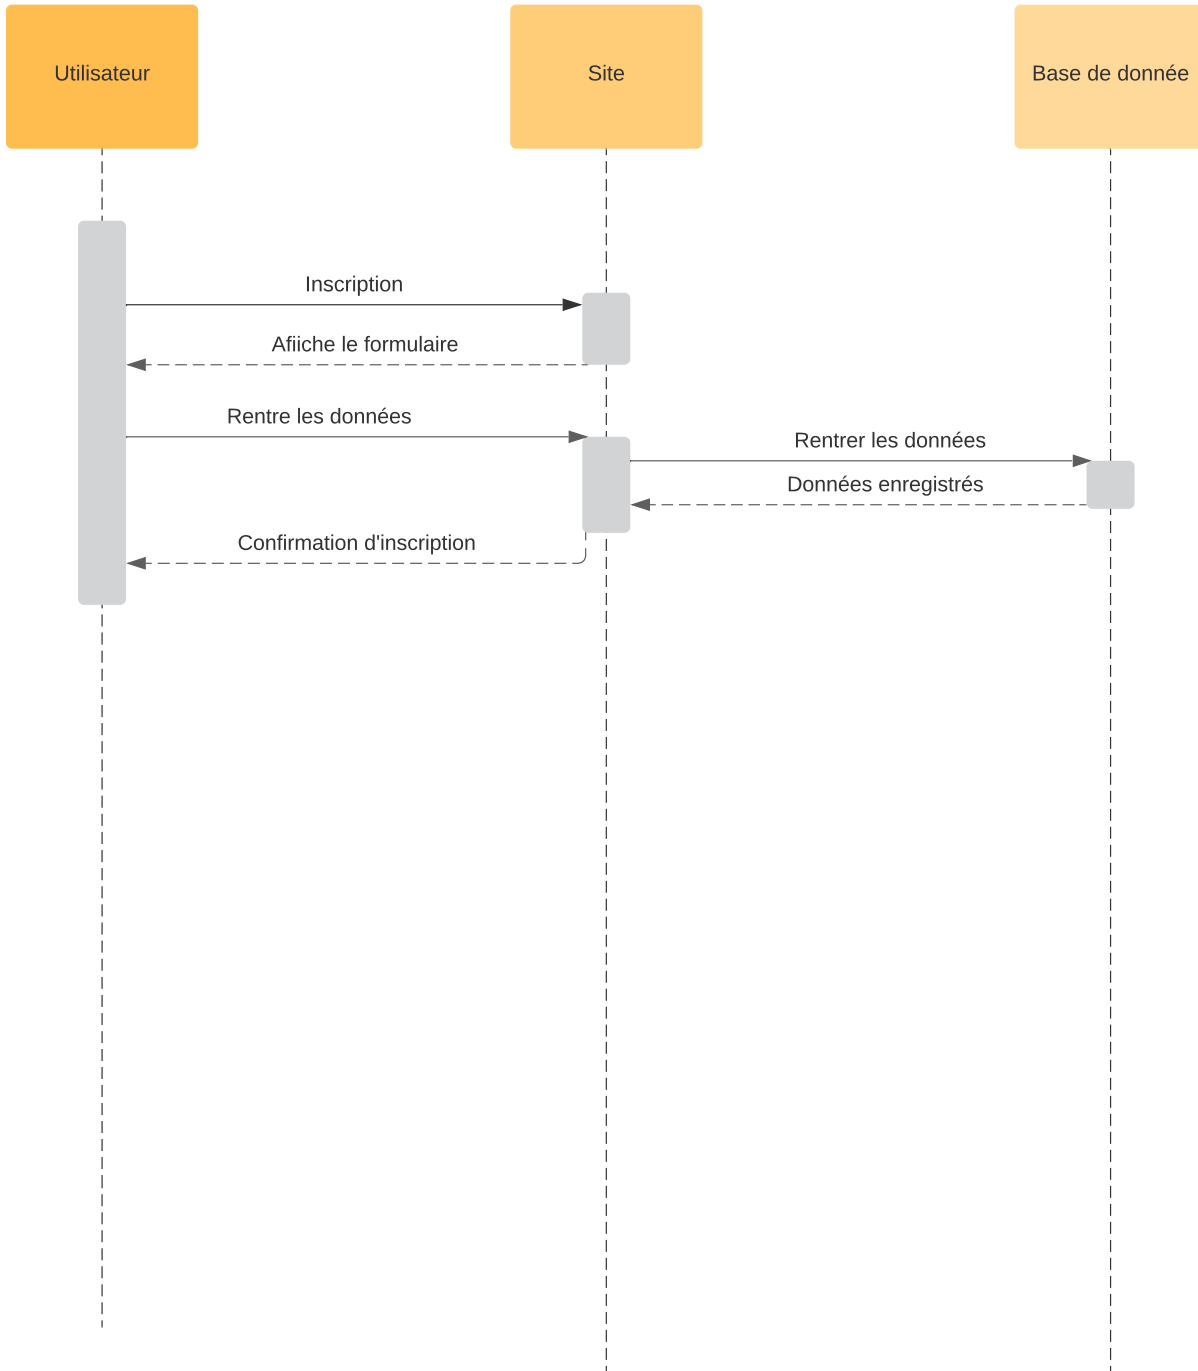 Utilisateur
Site
Base de donnée
Inscription
Afiiche le formulaire
Rentre les données
Rentrer les données
Données enregistrés
Confirmation d'inscription